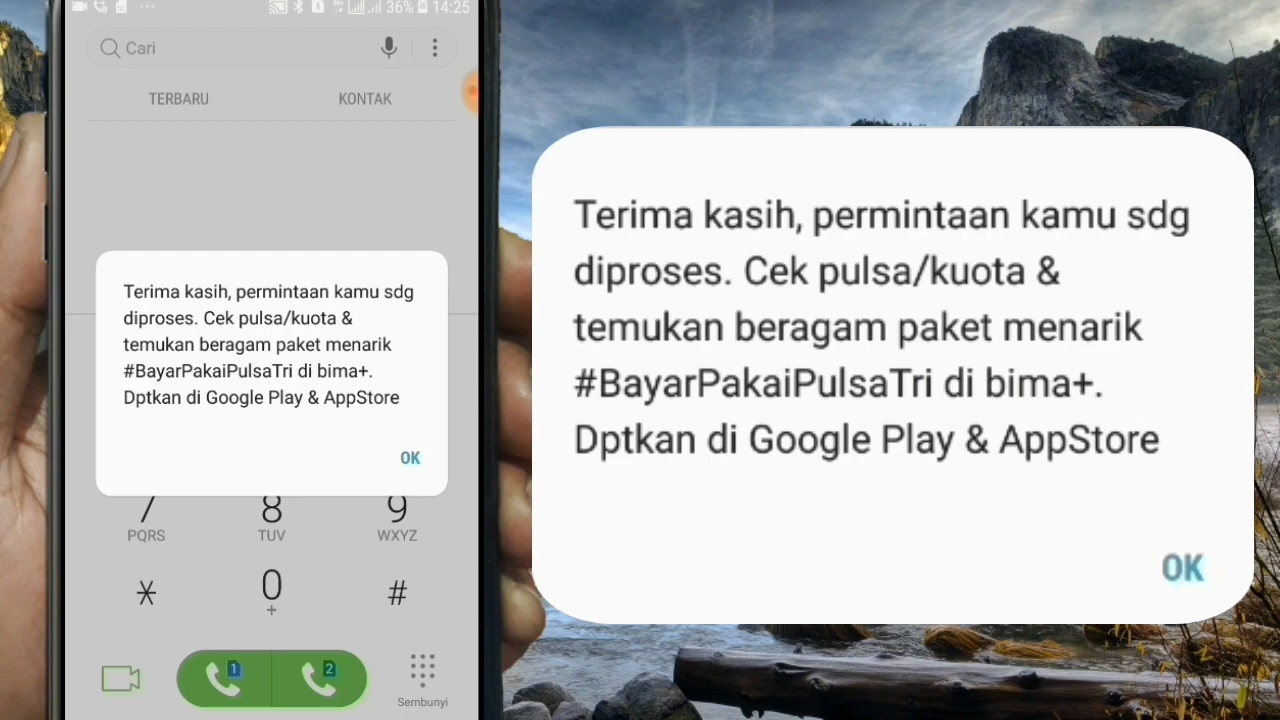 36% 14:25
Cari
TERBARU KONTAK
Terima kasih, permintaan kamu sdg
diproses. Cek pulsa/kuota &
temukan beragam paket menarik
#BayarPakaiPulsaTri di bima+.
Dptkan di Google Play & AppStore
OK
7 8 9
PQRS TUV WXYZ
* 0 #
+
1 2
Sembunyi
Terima kasih, permintaan kamu sdg
diproses. Cek pulsa/kuota &
temukan beragam paket menarik
#BayarPakaiPulsaTri di bima+.
Dptkan di Google Play & AppStore
OK